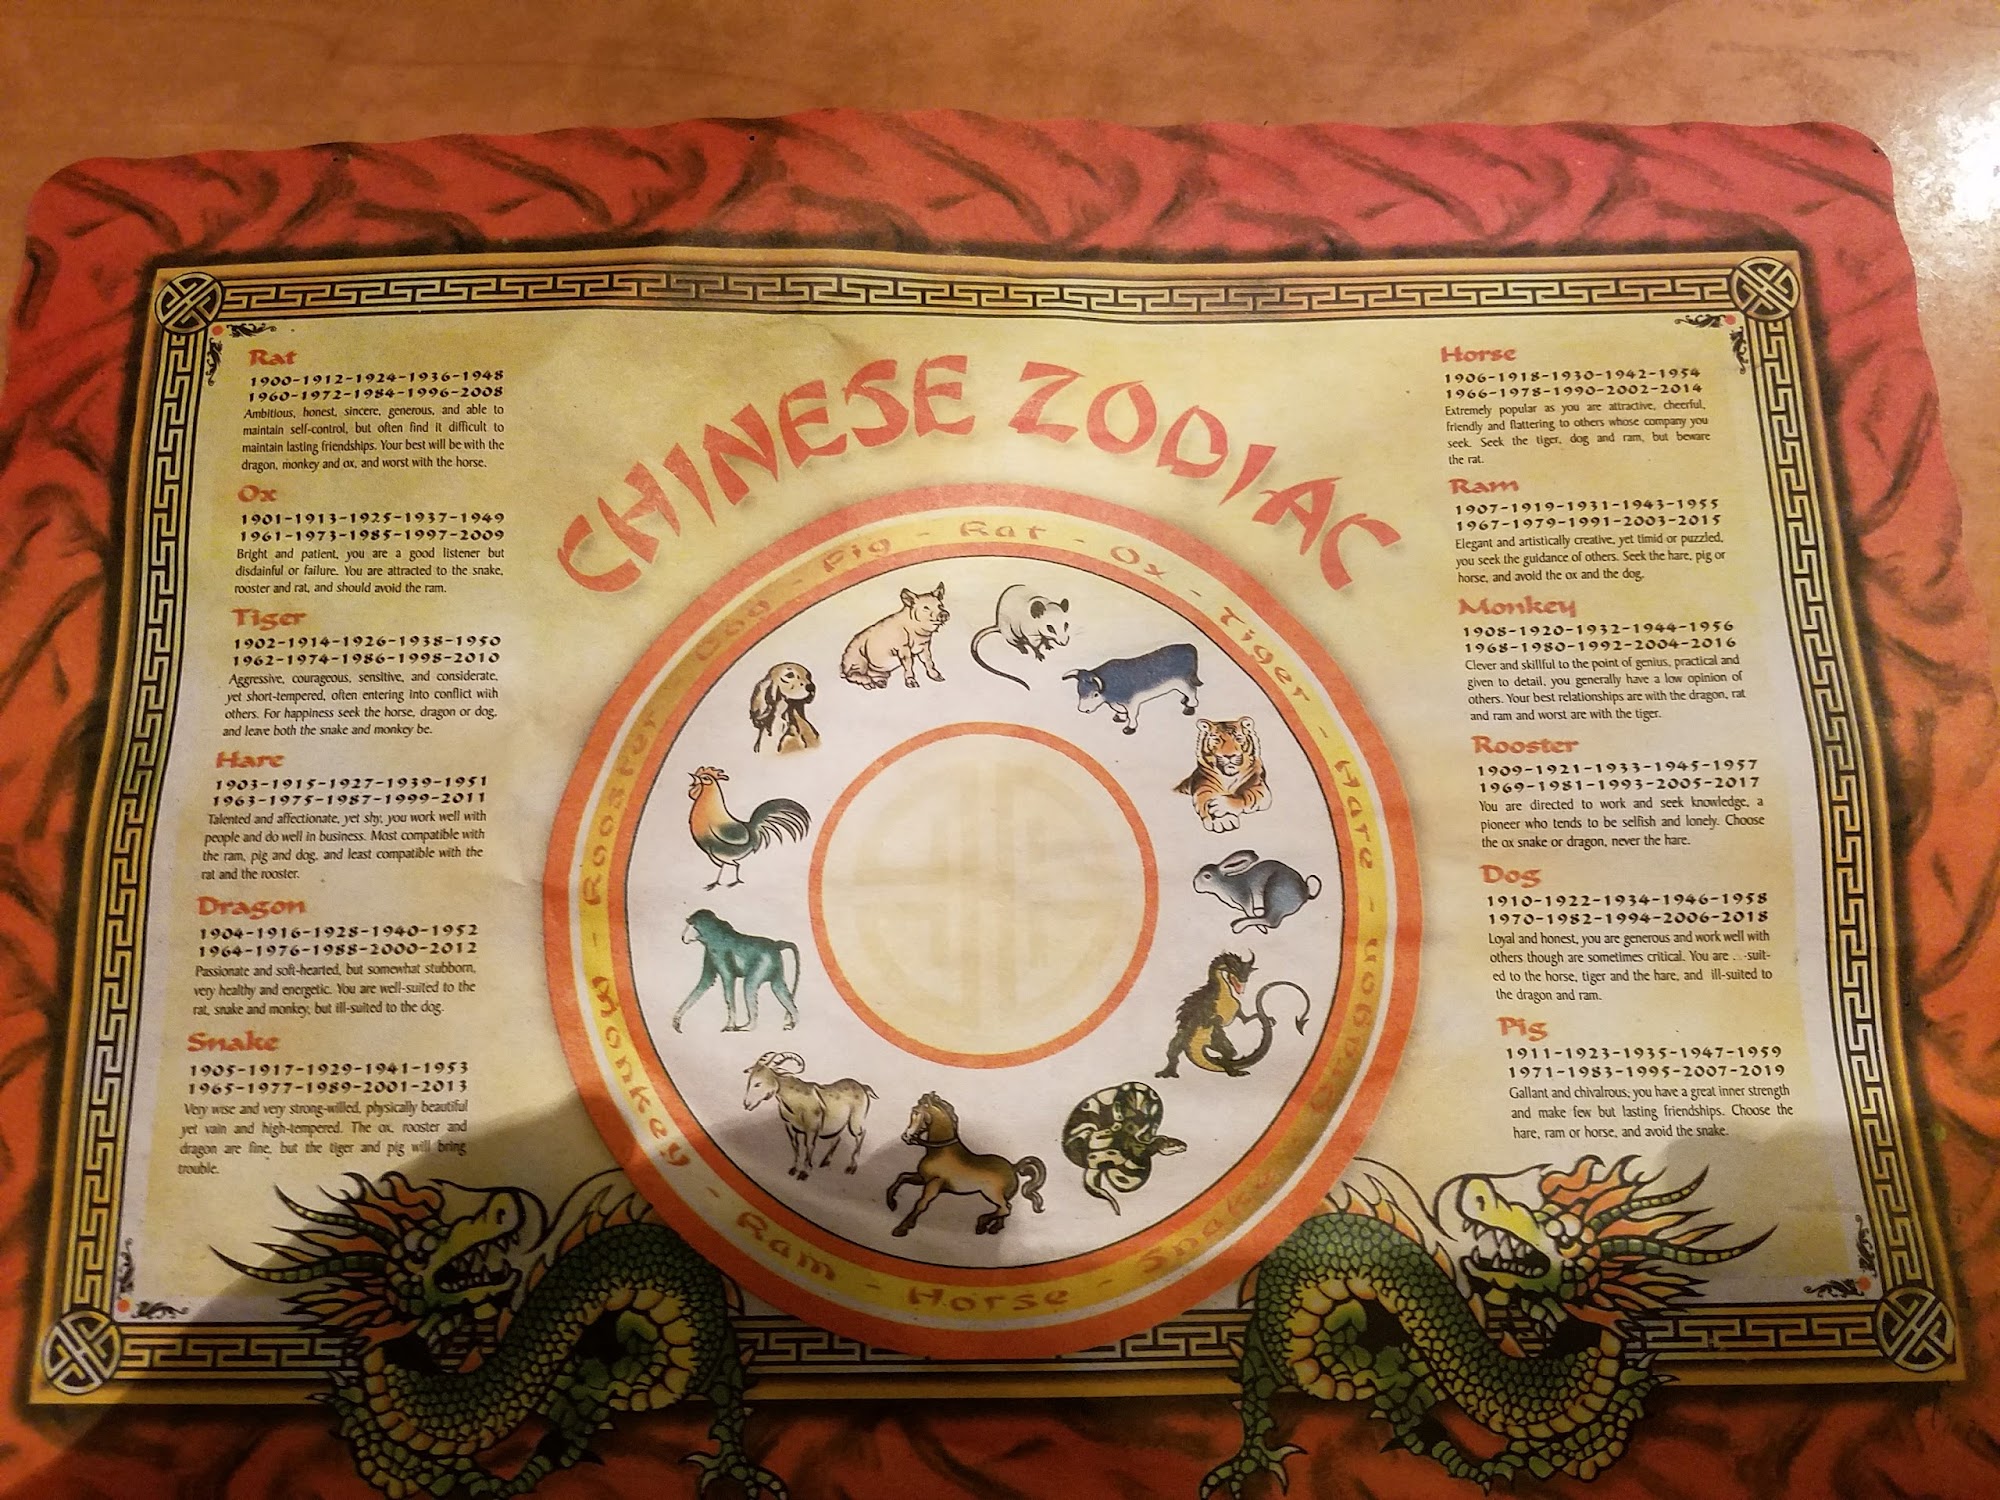 CHINESE ZODIAC
Rat
1900-1912-1924-1936-1948
1960-1972-1984-1996-2008
Ambitious, honest, sincere, generous, and able to
maintain self-control, but often find it difficult to
maintain lasting friendships. Your best will be with the
dragon, monkey and ox, and worst with the horse.
Ox
1901-1913-1925-1937-1949
1961-1973-1985-1997-2009
Bright and patient, you are a good listener but
disdainful or failure. You are attracted to the snake,
rooster and rat, and should avoid the ram.
Tiger
1902-1914-1926-1938-1950
1962-1974-1986-1998-2010
Aggressive, courageous, sensitive, and considerate,
yet short-tempered, often entering into conflict with
others. For happiness seek the horse, dragon or dog,
and leave both the snake and monkey be.
Hare
1903-1915-1927-1939-1951
1963-1975-1987-1999-2011
Talented and affectionate, yet shy, you work well with
people and do well in business. Most compatible with
the ram, pig and dog, and least compatible with the
rat and the rooster.
Dragon
1904-1916-1928-1940-1952
1964-1976-1988-2000-2012
Passionate and soft-hearted, but somewhat stubborn,
very healthy and energetic. You are well-suited to the
rat, snake and monkey, but ill-suited to the dog.
Snake
1905-1917-1929-1941-1953
1965-1977-1989-2001-2013
Very wise and very strong-willed, physically beautiful
yet vain and high-tempered. The ox, rooster and
dragon are fine, but the tiger and pig will bring
trouble.
Rat - Ox - Tiger - Hare - Dragon - Snake - Horse - Ram - Monkey - Rooster - Dog - Pig -
Horse
1906-1918-1930-1942-1954
1966-1978-1990-2002-2014
Extremely popular as you are attractive, cheerful,
friendly and flattering to others whose company you
seek. Seek the tiger, dog and ram, but beware
the rat.
Ram
1907-1919-1931-1943-1955
1967-1979-1991-2003-2015
Elegant and artistically creative, yet timid or puzzled,
you seek the guidance of others. Seek the hare, pig or
horse, and avoid the ox and the dog.
Monkey
1908-1920-1932-1944-1956
1968-1980-1992-2004-2016
Clever and skillful to the point of genius, practical and
given to detail, you generally have a low opinion of
others. Your best relationships are with the dragon, rat
and ram and worst are with the tiger.
Rooster
1909-1921-1933-1945-1957
1969-1981-1993-2005-2017
You are directed to work and seek knowledge, a
pioneer who tends to be selfish and lonely. Choose
the ox snake or dragon, never the hare.
Dog
1910-1922-1934-1946-1958
1970-1982-1994-2006-2018
Loyal and honest, you are generous and work well with
others though are sometimes critical. You are -suit-
ed to the horse, tiger and the hare, and ill-suited to
the dragon and ram.
Pig
1911-1923-1935-1947-1959
1971-1983-1995-2007-2019
Gallant and chivalrous, you have a great inner strength
and make few but lasting friendships. Choose the
hare, ram or horse, and avoid the snake.